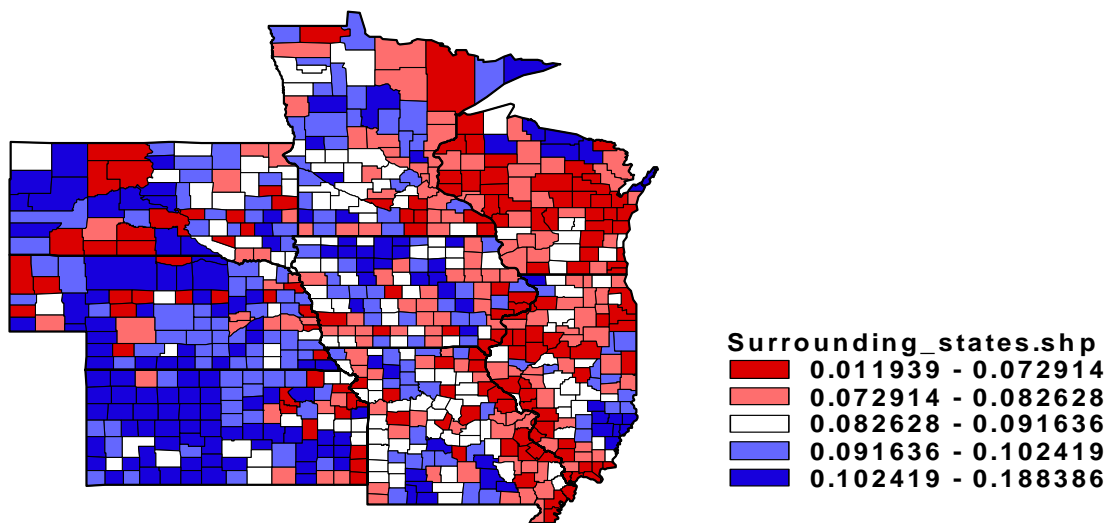 Surrounding_states.shp
0.011939 - 0.072914
0.072914 - 0.082628
0.082628 - 0.091636
0.091636 - 0.102419
0.102419 - 0.188386